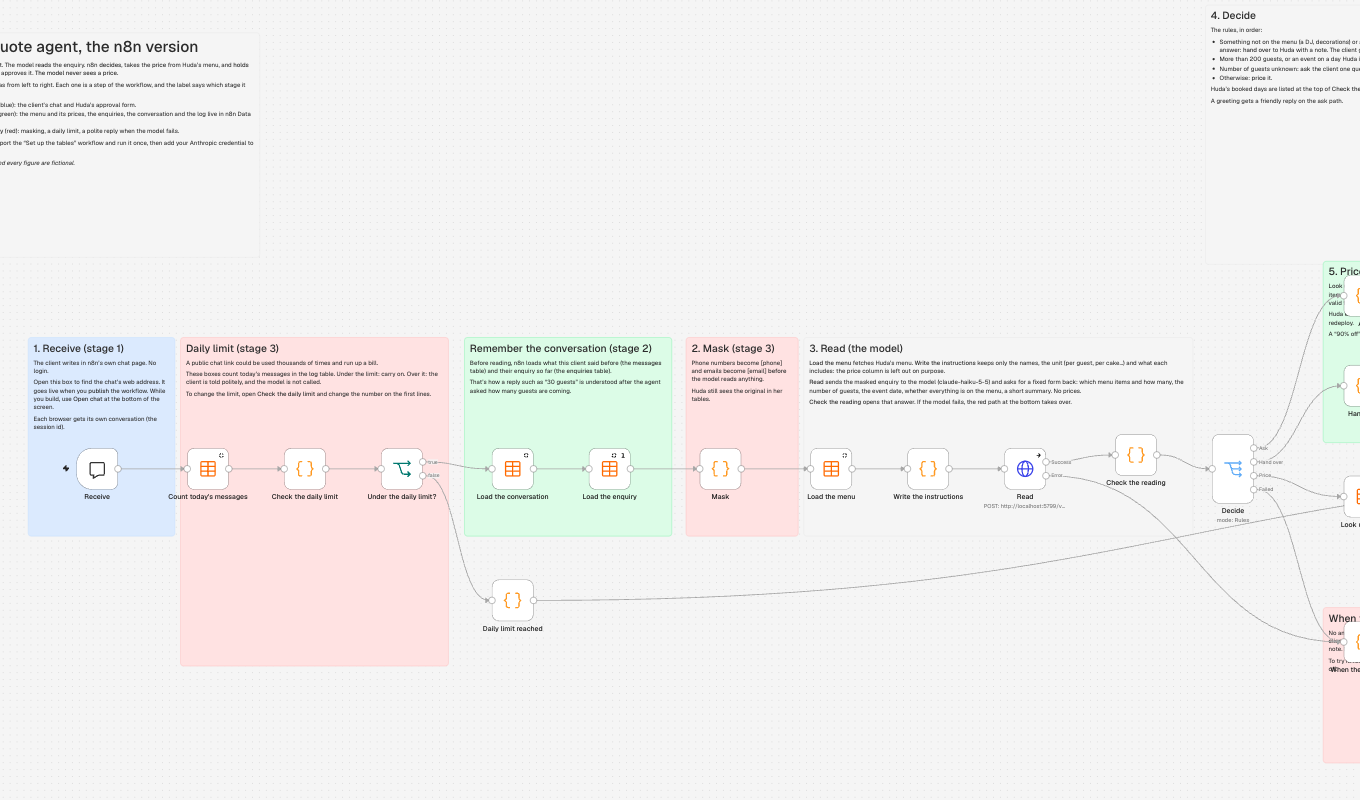 uote agent, the n8n version
t. The model reads the enquiry. n8n decides, takes the price from Huda's menu, and holds
approves it. The model never sees a price.
as from left to right. Each one is a step of the workflow, and the label says which stage it
blue): the client's chat and Huda's approval form.
green): the menu and its prices, the enquiries, the conversation and the log live in n8n Data
y (red): masking, a daily limit, a polite reply when the model fails.
port the "Set up the tables" workflow and run it once, then add your Anthropic credential to
d every figure are fictional.
4. Decide
The rules, in order:
Something not on the menu (a DJ, decorations) or
answer: hand over to Huda with a note. The client
More than 200 guests, or an event on a day Huda
Number of guests unknown: ask the client one que
Otherwise: price it.
Huda's booked days are listed at the top of Check the
A greeting gets a friendly reply on the ask path.
1. Receive (stage 1)
The client writes in n8n's own chat page. No
login.
Open this box to find the chat's web address. It
goes live when you publish the workflow. While
you build, use Open chat at the bottom of the
screen.
Each browser gets its own conversation (the
session id).
Receive
Daily limit (stage 3)
A public chat link could be used thousands of times and run up a bill.
These boxes count today's messages in the log table. Under the limit: carry on. Over it: the
client is told politely, and the model is not called.
To change the limit, open Check the daily limit and change the number on the first lines.
Count today's messages
Check the daily limit
Under the daily limit?
true
false
Remember the conversation (stage 2)
Before reading, n8n loads what this client said before (the messages
table) and their enquiry so far (the enquiries table).
That's how a reply such as "30 guests" is understood after the agent
asked how many guests are coming.
Load the conversation
1
Load the enquiry
Daily limit reached
2. Mask (stage 3)
Phone numbers become [phone]
and emails become [email] before
the model reads anything.
Huda still sees the original in her
tables.
Mask
3. Read (the model)
Load the menu fetches Huda's menu. Write the instructions keeps only the names, the unit (per guest, per cake...) and what each
includes: the price column is left out on purpose.
Read sends the masked enquiry to the model (claude-haiku-5-5) and asks for a fixed form back: which menu items and how many, the
number of guests, the event date, whether everything is on the menu, a short summary. No prices.
Check the reading opens that answer. If the model fails, the red path at the bottom takes over.
Load the menu
Write the instructions
Read
POST: http://localhost:5799/v...
Success
Error
Check the reading
Decide
mode: Rules
Ask
Hand over
Price
Failed
5. Pric
Look
valid
Huda
redeploy.
A "90% off"
Han
Look
When
No an
note.
To try
When the